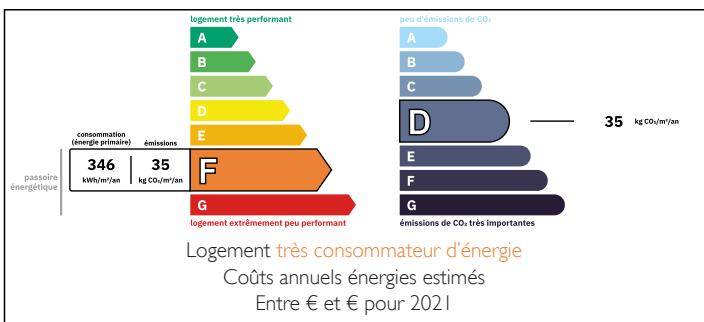 logement très performant
A
B
C
D
E
consommation
(énergie primaire)
émissions
346
kWh/m²/an
35
kg CO₂/m²/an
F
passoire
énergétique
G
logement extrêmement peu performant
peu d'émissions de CO₂
A
B
C
D
35 kg CO₂/m²/an
E
F
G
émissions de CO₂ très importantes
Logement très consommateur d'énergie
Coûts annuels énergies estimés
Entre € et € pour 2021